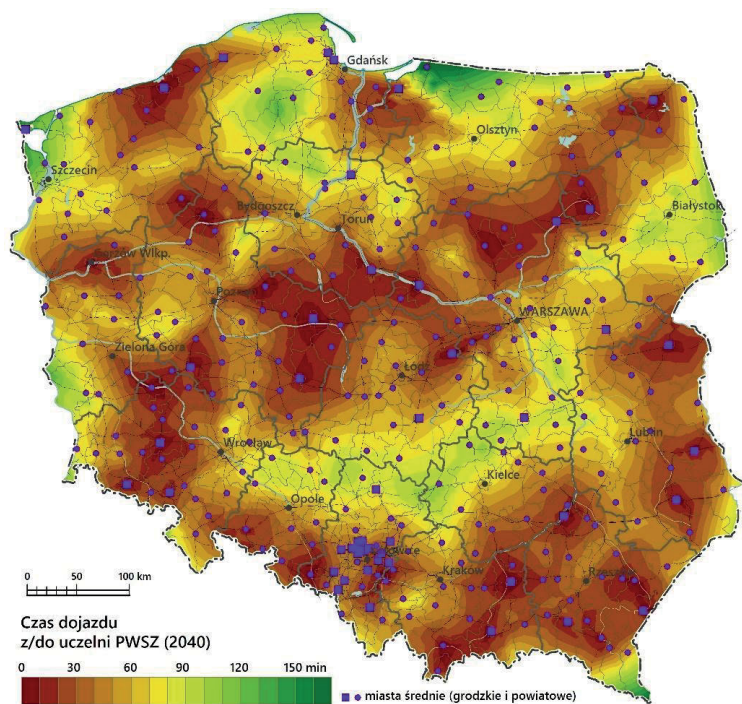 Gdańsk
Olsztyn
Szczecin
Bydgoszcz
Toruń
Białystok
Gorzów Wlkp.
Poznań
WARSZAWA
Zielona Góra
Łódź
Wrocław
Lublin
Opole
Kielce
Kraków
Rzeszów
0 50 100 km
Czas dojazdu
z/do uczelni PWSZ (2040)
0 30 60 90 120 150 min
miasta średnie (grodzkie i powiatowe)